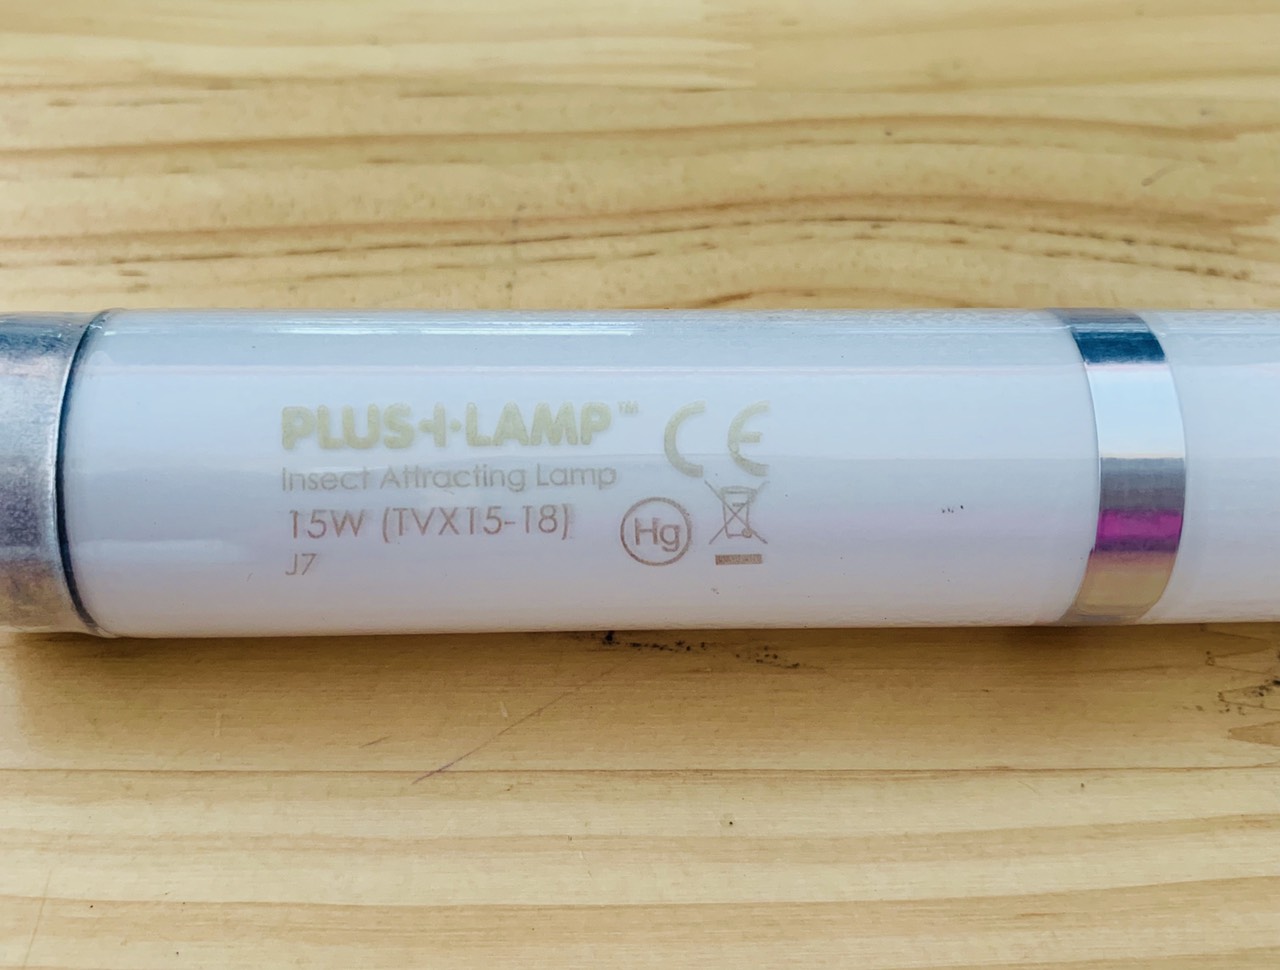 PLUS+LAMP™ CE
Insect Attracting Lamp
15W (TVX15-18) Hg
J7